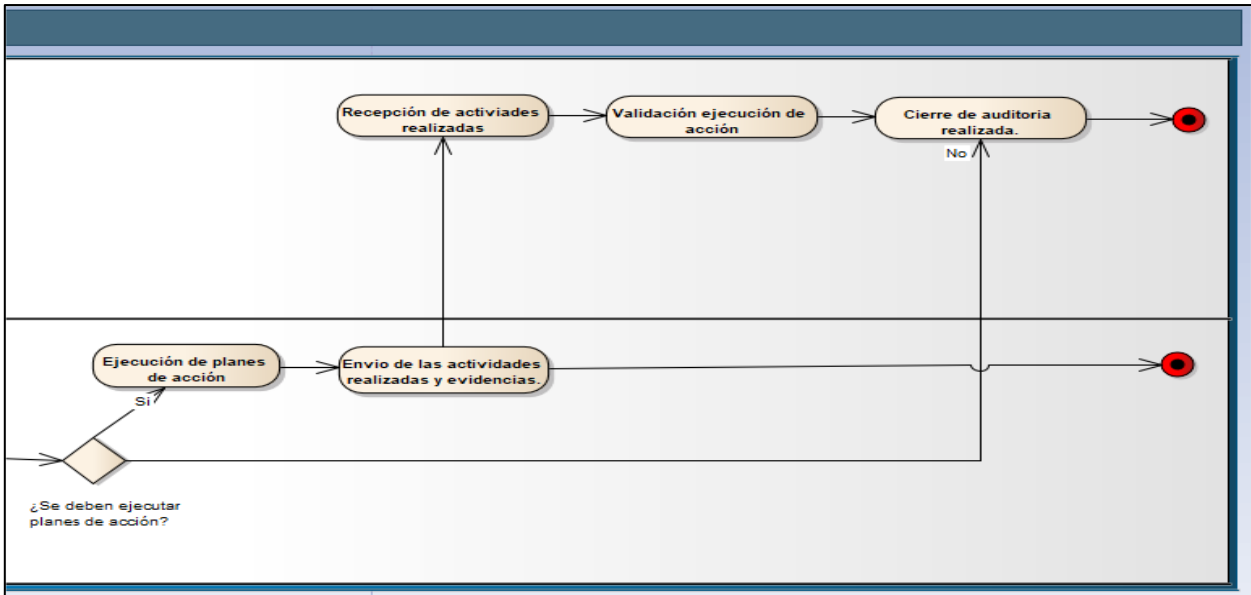 Recepción de activiades
realizadas
Validación ejecución de
acción
Cierre de auditoria
realizada.
No
Ejecución de planes
de acción
Envio de las actividades
realizadas y evidencias.
Si
¿Se deben ejecutar
planes de acción?